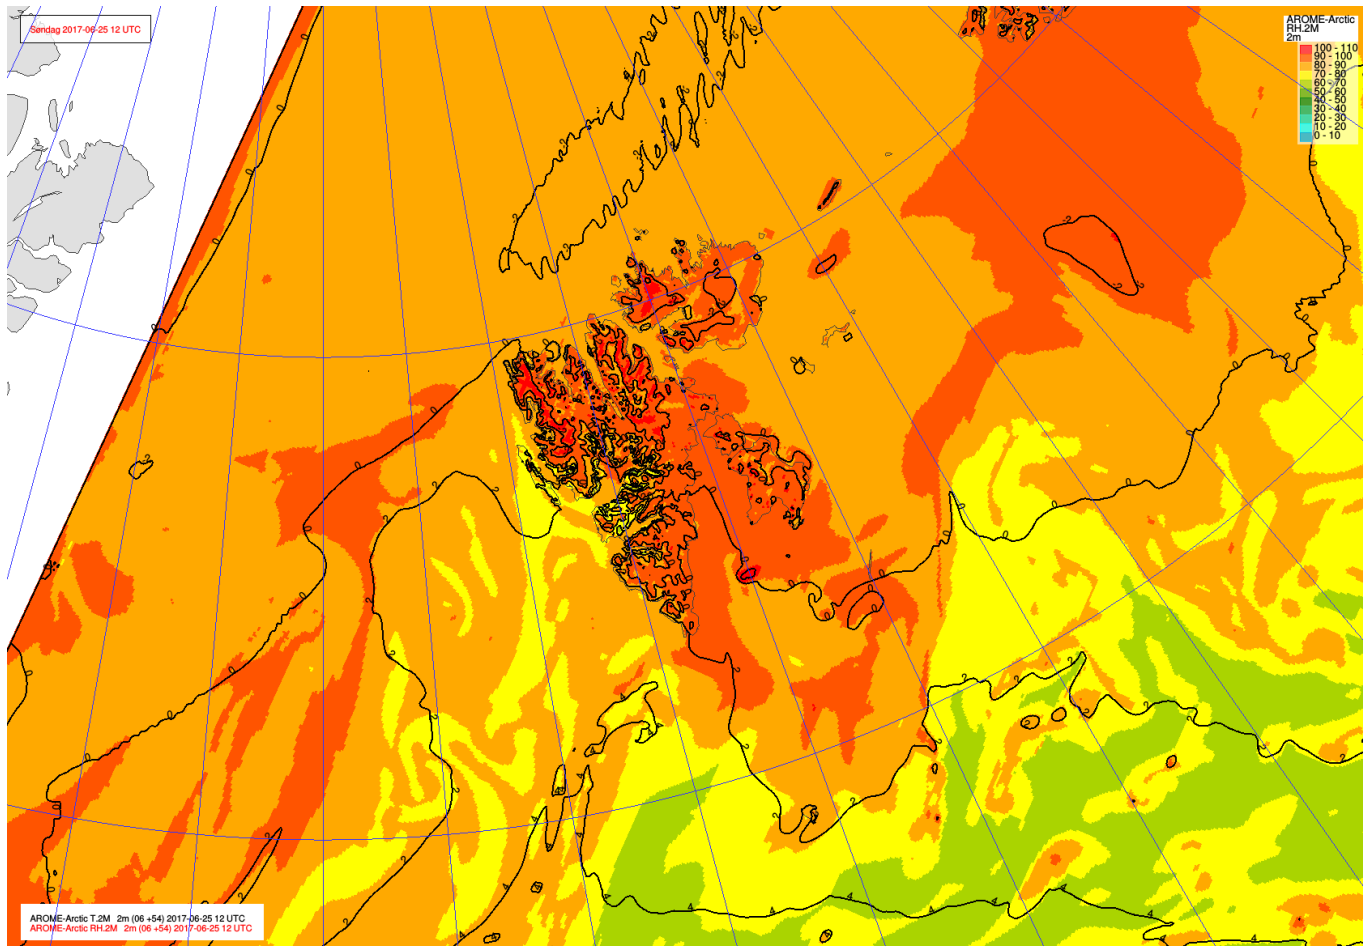 Søndag 2017-06-25 12 UTC
AROME-Arctic
RH.2M
2m
100 - 110
90 - 100
80 - 90
70 - 80
60 - 70
50 - 60
40 - 50
30 - 40
20 - 30
10 - 20
0 - 10
AROME-Arctic T.2M 2m (06 +54) 2017-06-25 12 UTC
AROME-Arctic RH.2M 2m (06 +54) 2017-06-25 12 UTC